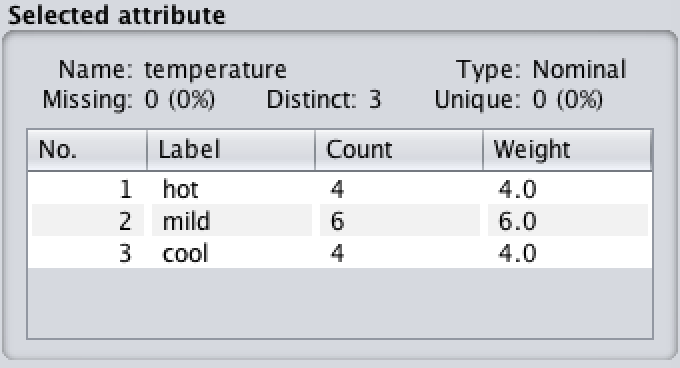 Selected attribute
Name: temperature Type: Nominal
Missing: 0 (0%) Distinct: 3 Unique: 0 (0%)
No. Label Count Weight
1 hot 4 4.0
2 mild 6 6.0
3 cool 4 4.0